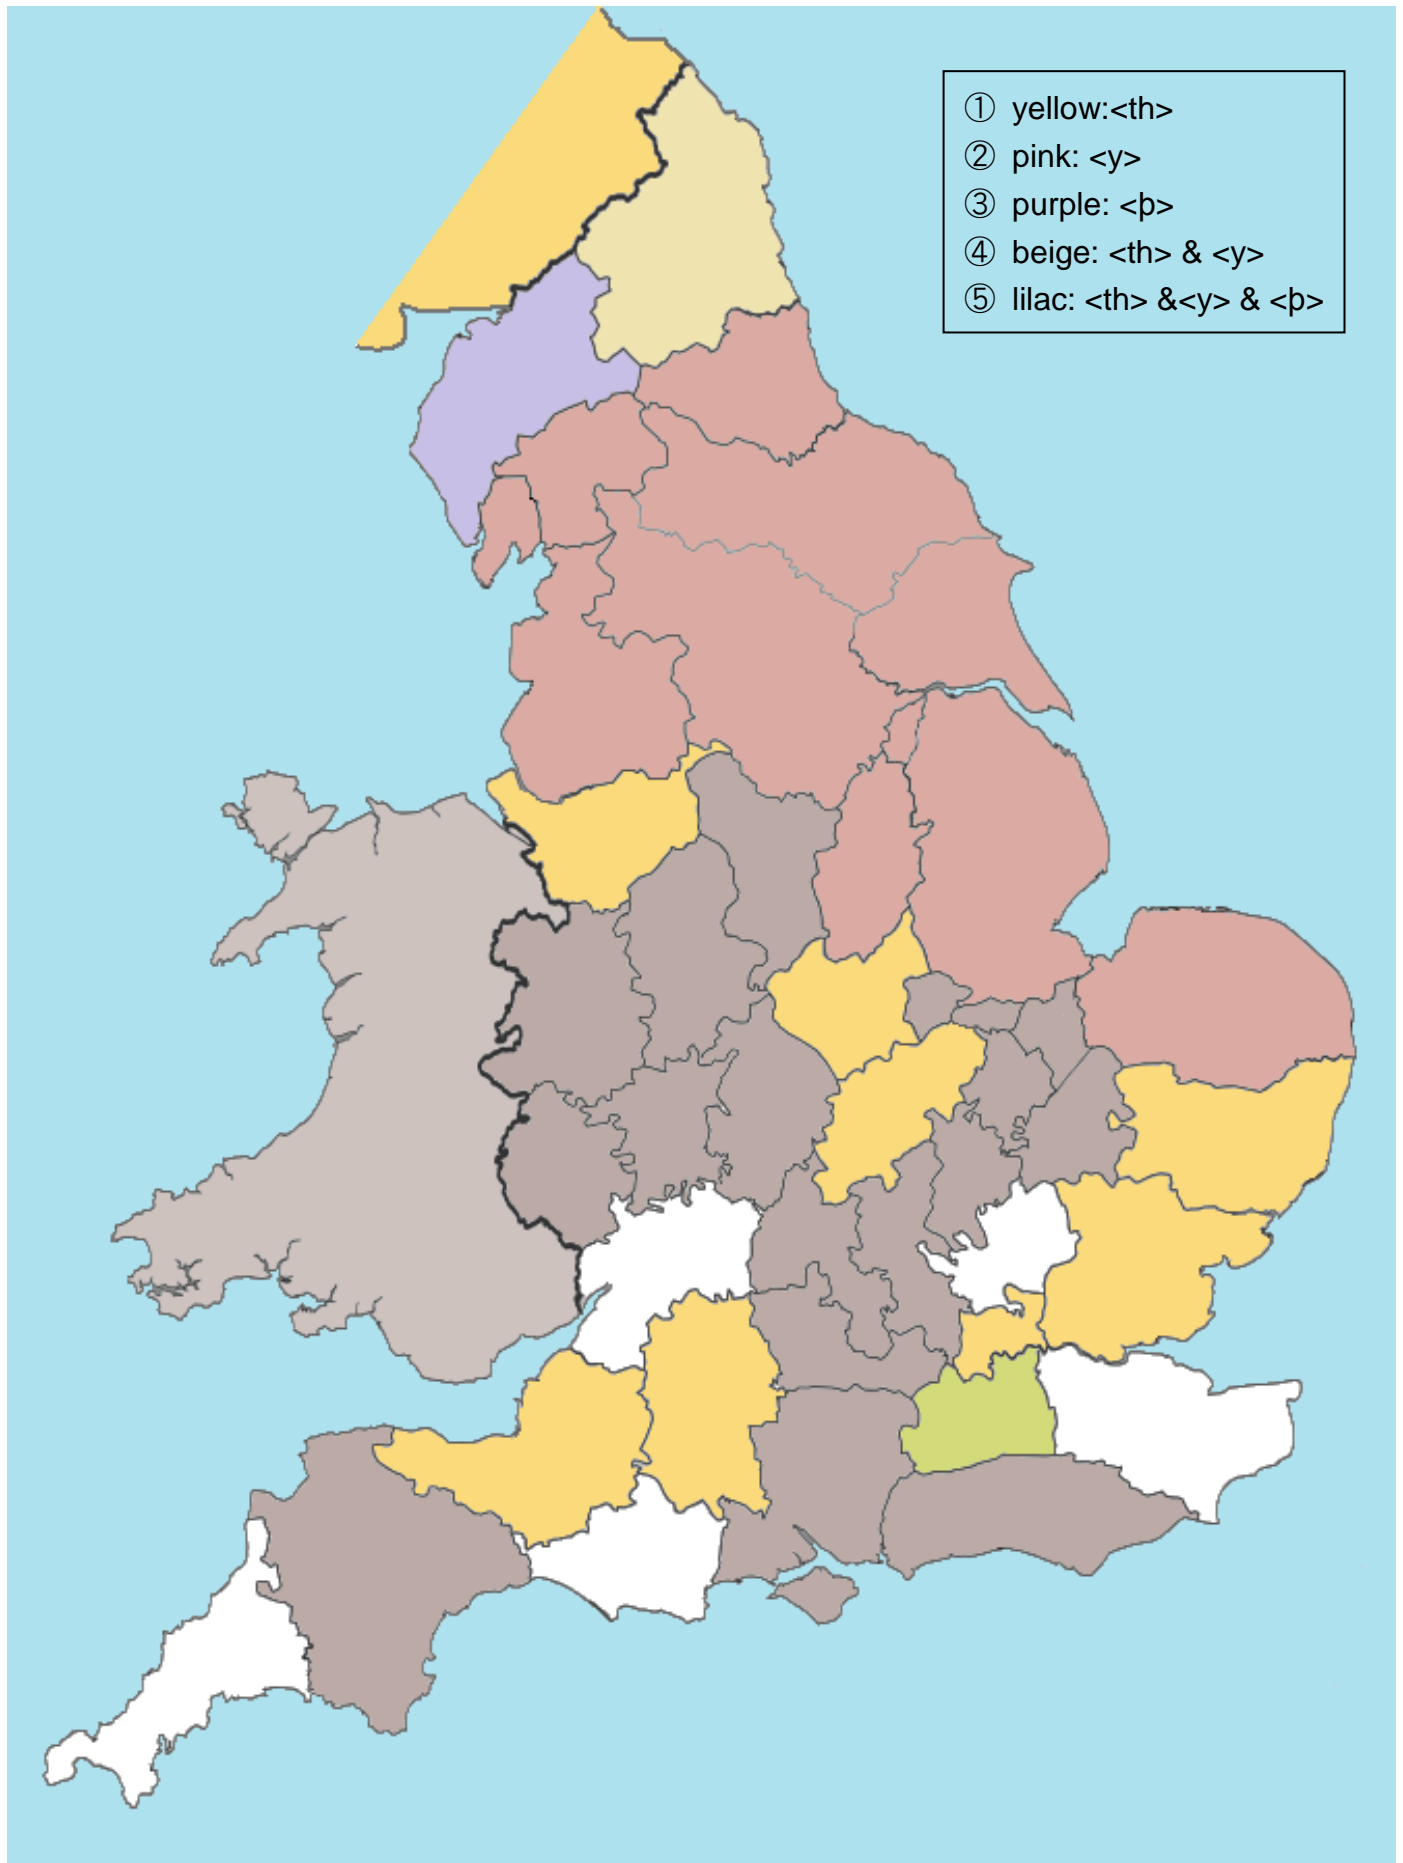 ① yellow:<th>
② pink: <y>
③ purple: <þ>
④ beige: <th> & <y>
⑤ lilac: <th> &<y> & <þ>